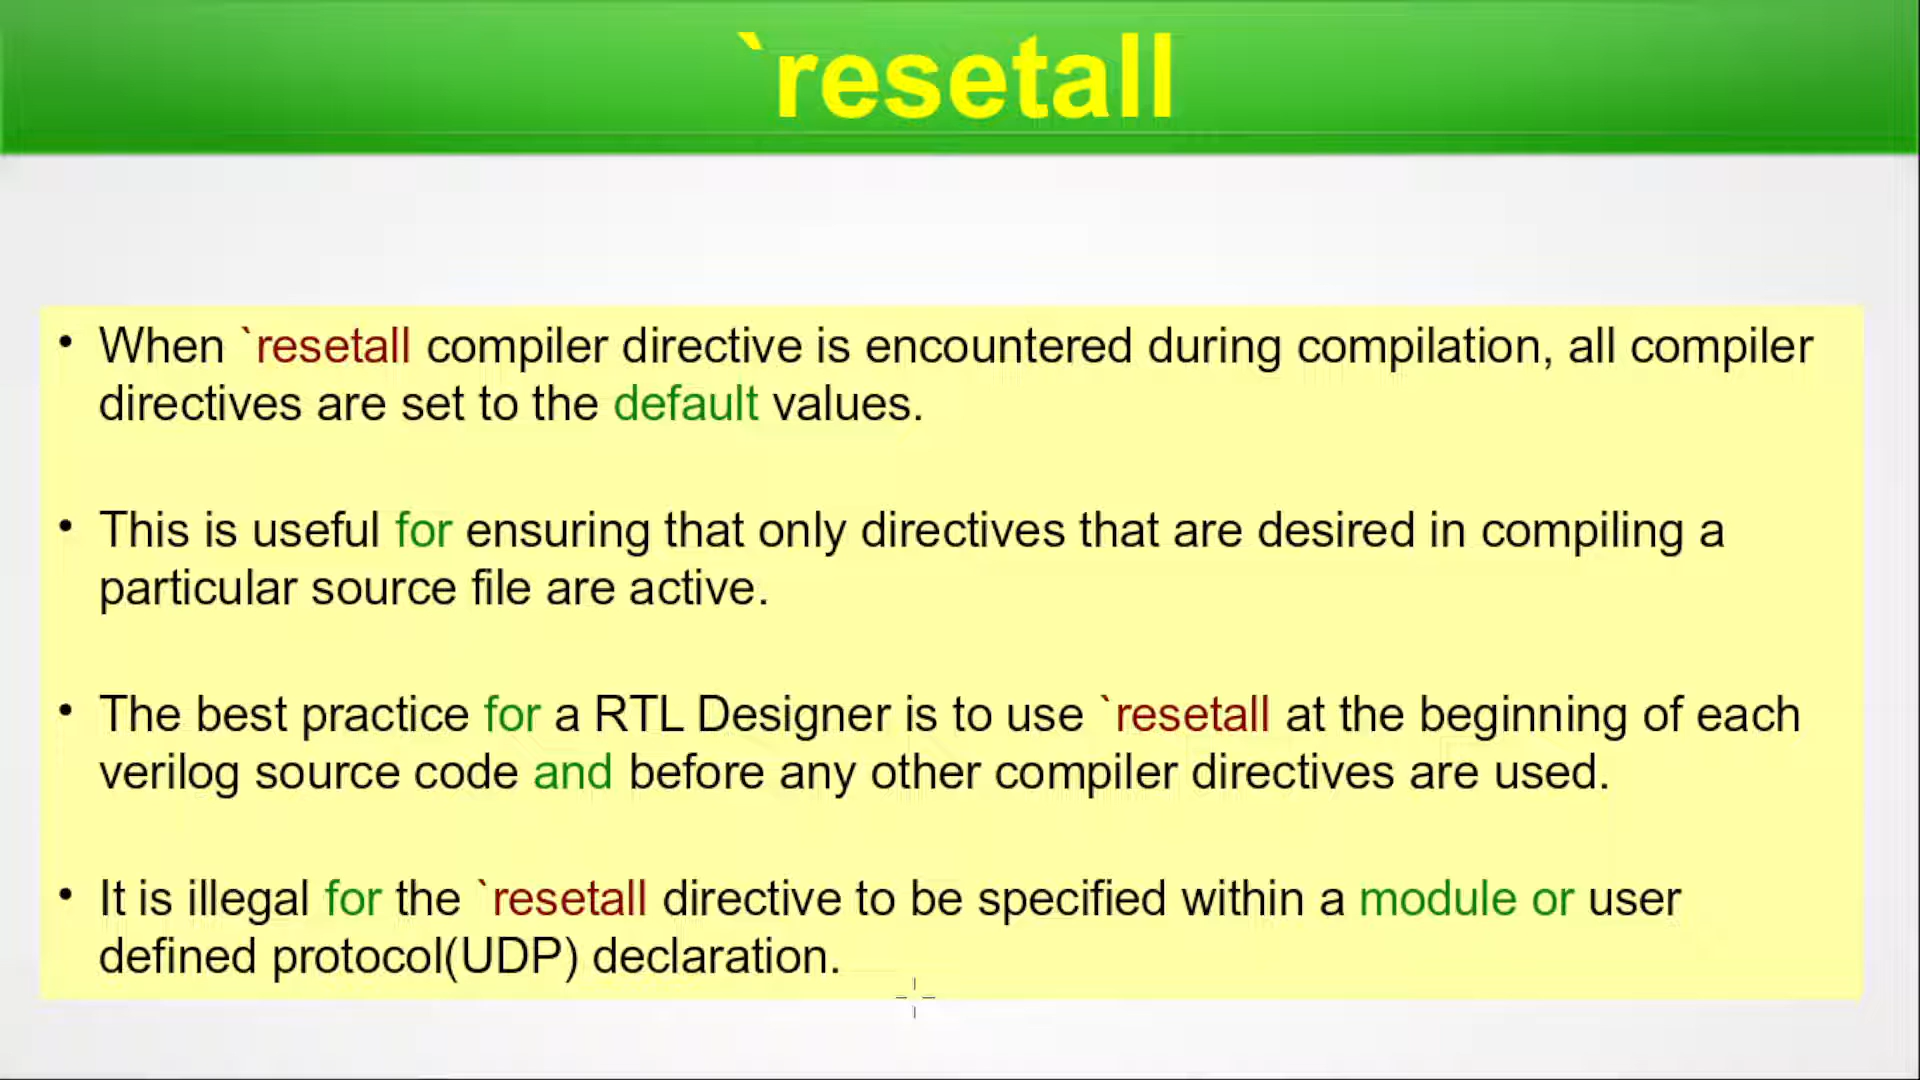 `resetall
• When `resetall compiler directive is encountered during compilation, all compiler
directives are set to the default values.
• This is useful for ensuring that only directives that are desired in compiling a
particular source file are active.
• The best practice for a RTL Designer is to use `resetall at the beginning of each
verilog source code and before any other compiler directives are used.
• It is illegal for the `resetall directive to be specified within a module or user
defined protocol(UDP) declaration.